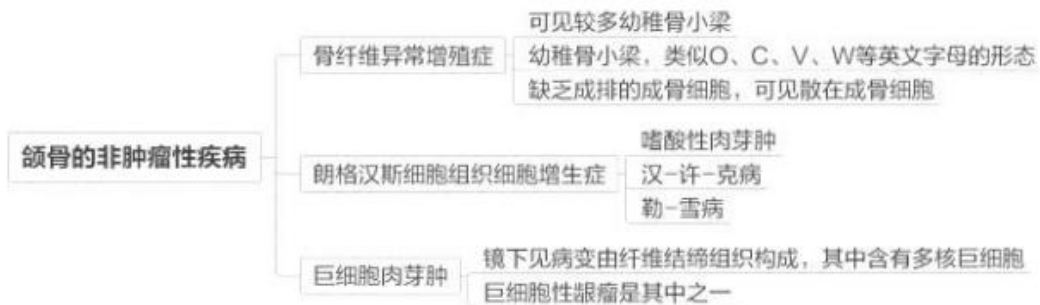 颌骨的非肿瘤性疾病
骨纤维异常增殖症
可见较多幼稚骨小梁
幼稚骨小梁，类似O、C、V、W等英文字母的形态
缺乏成排的成骨细胞，可见散在成骨细胞
朗格汉斯细胞组织细胞增生症
嗜酸性肉芽肿
汉-许-克病
勒-雪病
巨细胞肉芽肿
镜下见病变由纤维结缔组织构成，其中含有多核巨细胞
巨细胞性龈瘤是其中之一